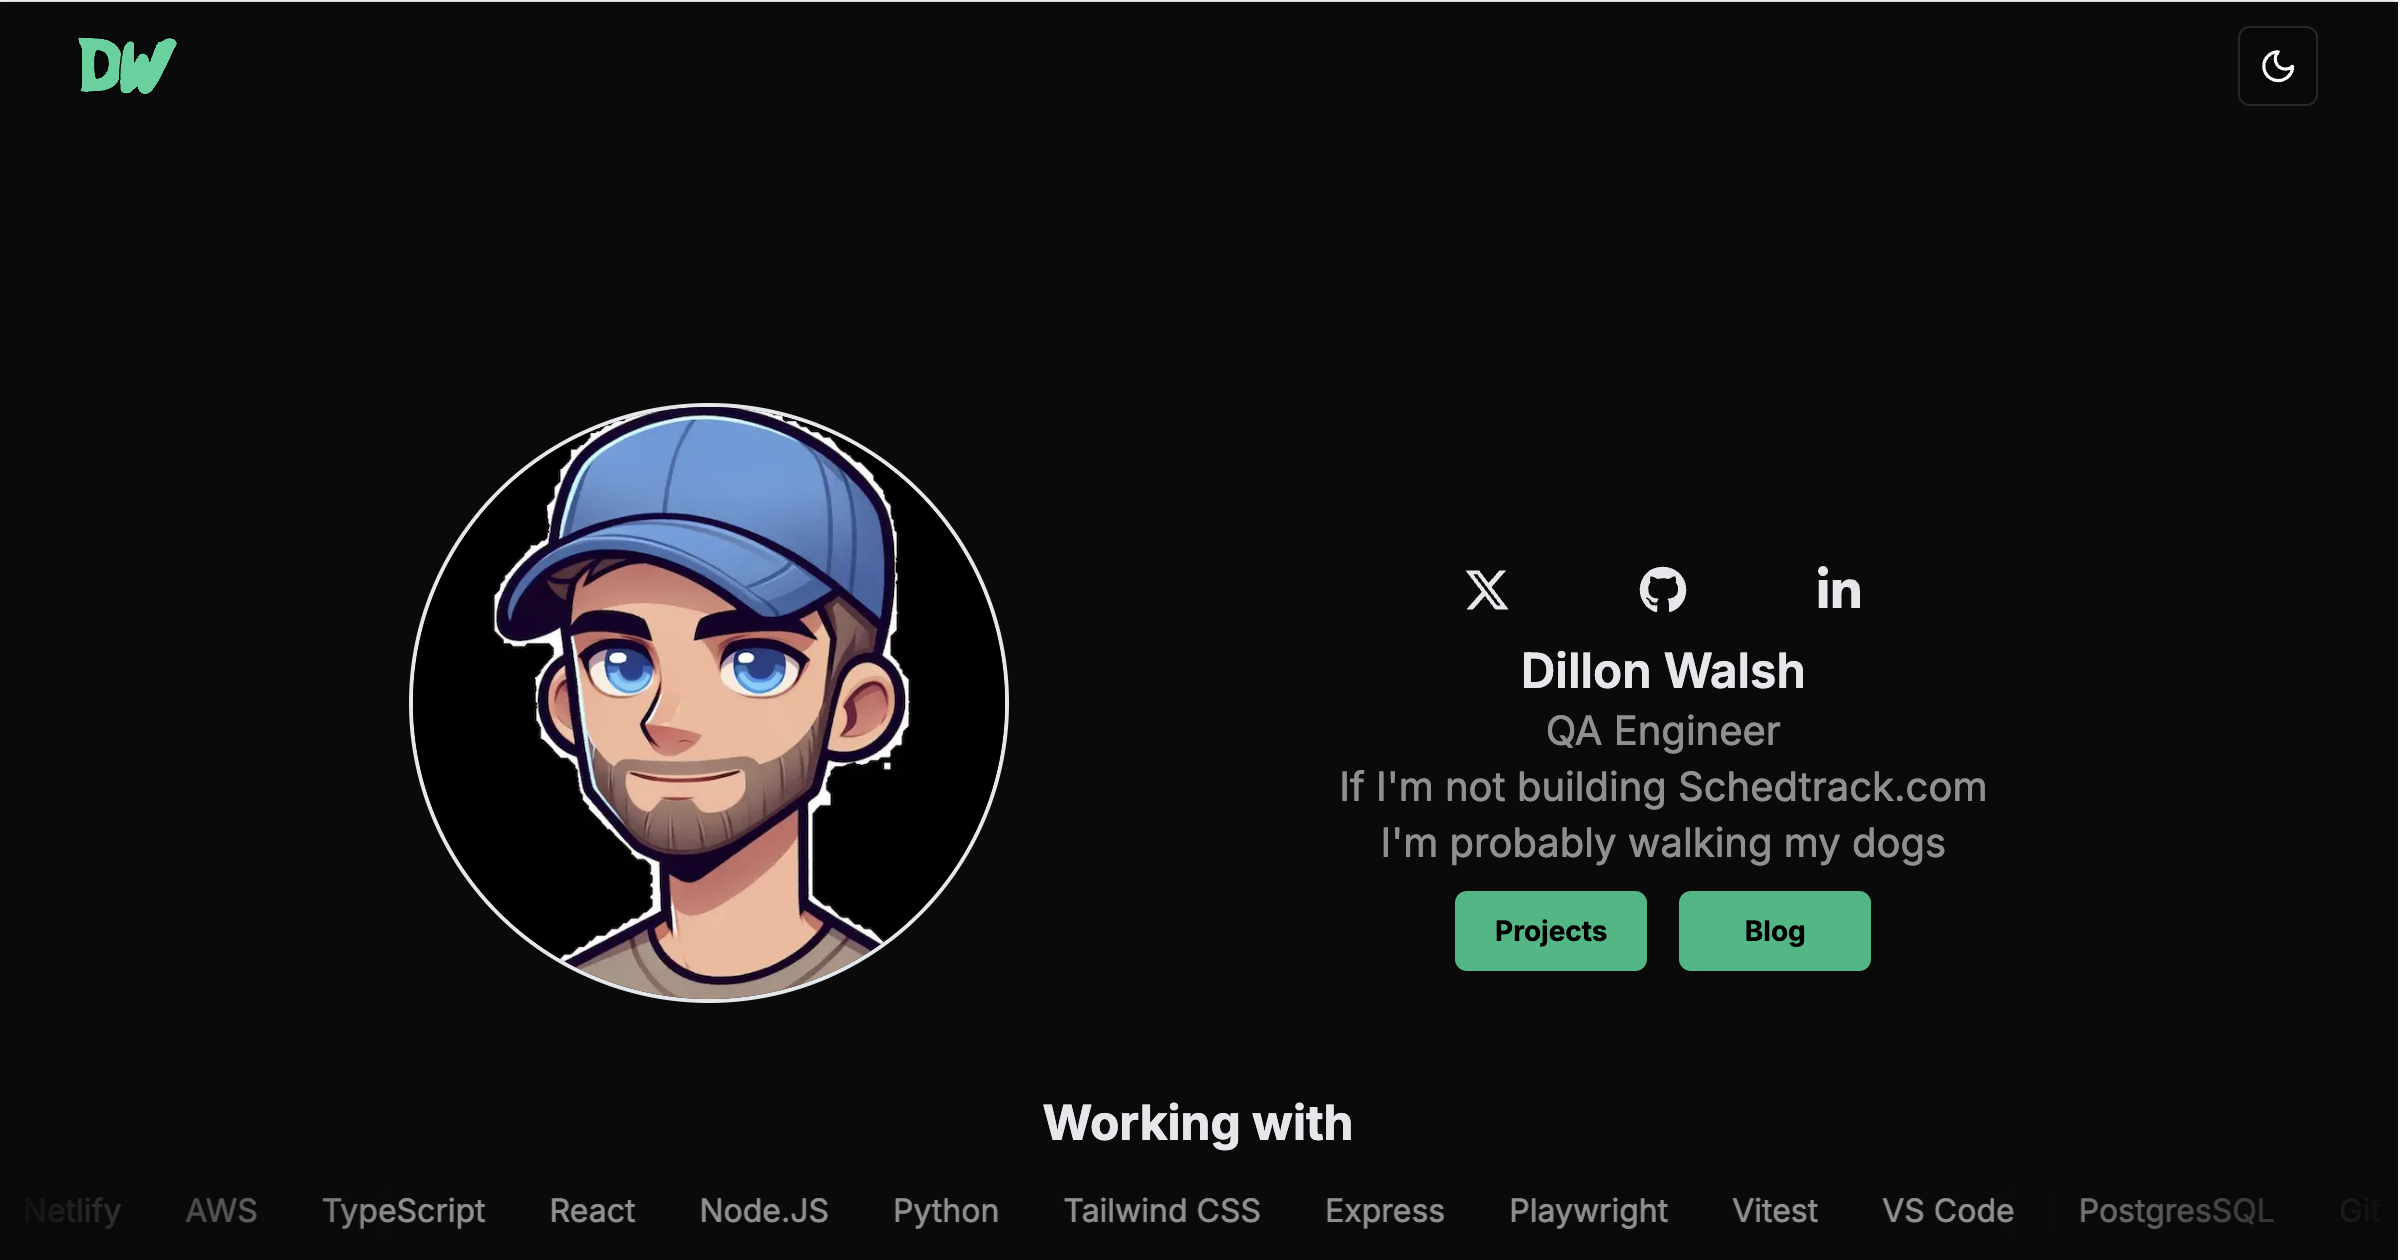 DW
Dillon Walsh
QA Engineer
If I'm not building Schedtrack.com
I'm probably walking my dogs
Projects Blog
Working with
Netlify AWS TypeScript React Node.JS Python Tailwind CSS Express Playwright Vitest VS Code PostgresSQL Git